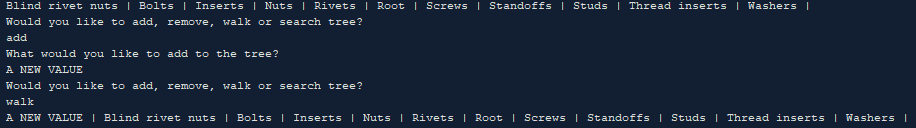 Blind rivet nuts | Bolts | Inserts | Nuts | Rivets | Root | Screws | Standoffs | Studs | Thread inserts | Washers |
Would you like to add, remove, walk or search tree?
add
What would you like to add to the tree?
A NEW VALUE
Would you like to add, remove, walk or search tree?
walk
A NEW VALUE | Blind rivet nuts | Bolts | Inserts | Nuts | Rivets | Root | Screws | Standoffs | Studs | Thread inserts | Washers |